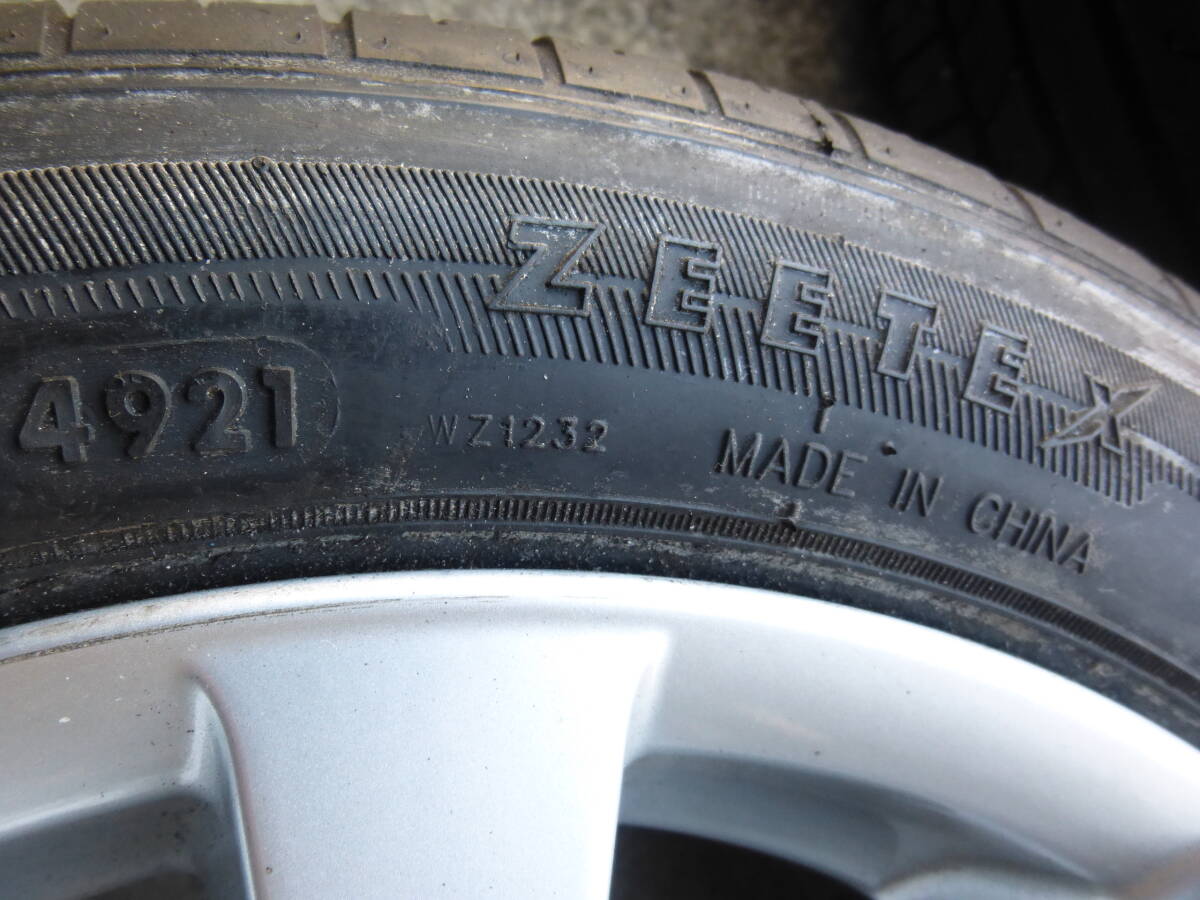 ZEETEX
4921
WZ1232
MADE IN CHINA